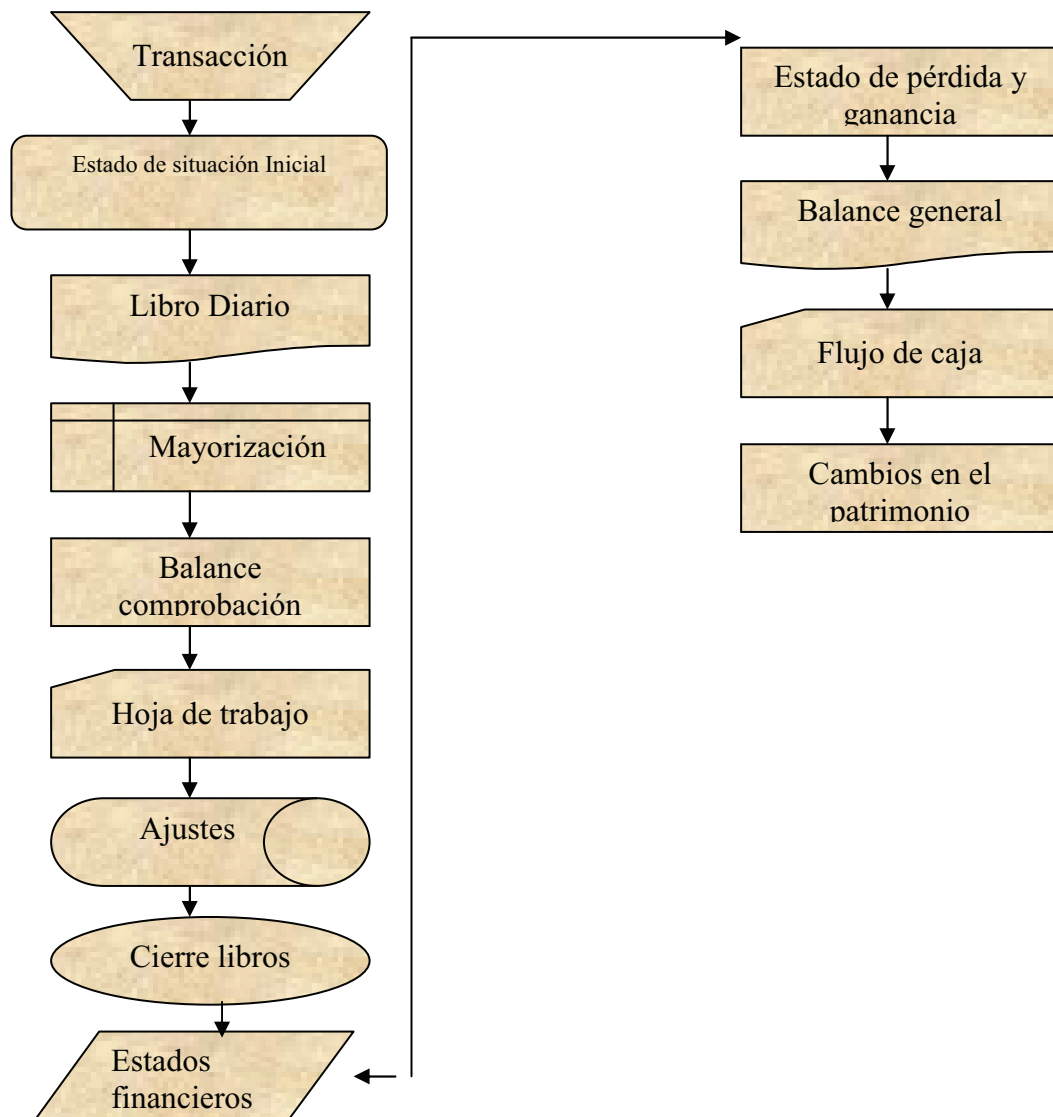 Transacción
Estado de situación Inicial
Libro Diario
Mayorización
Balance
comprobación
Hoja de trabajo
Ajustes
Cierre libros
Estados
financieros
Estado de pérdida y
ganancia
Balance general
Flujo de caja
Cambios en el
patrimonio